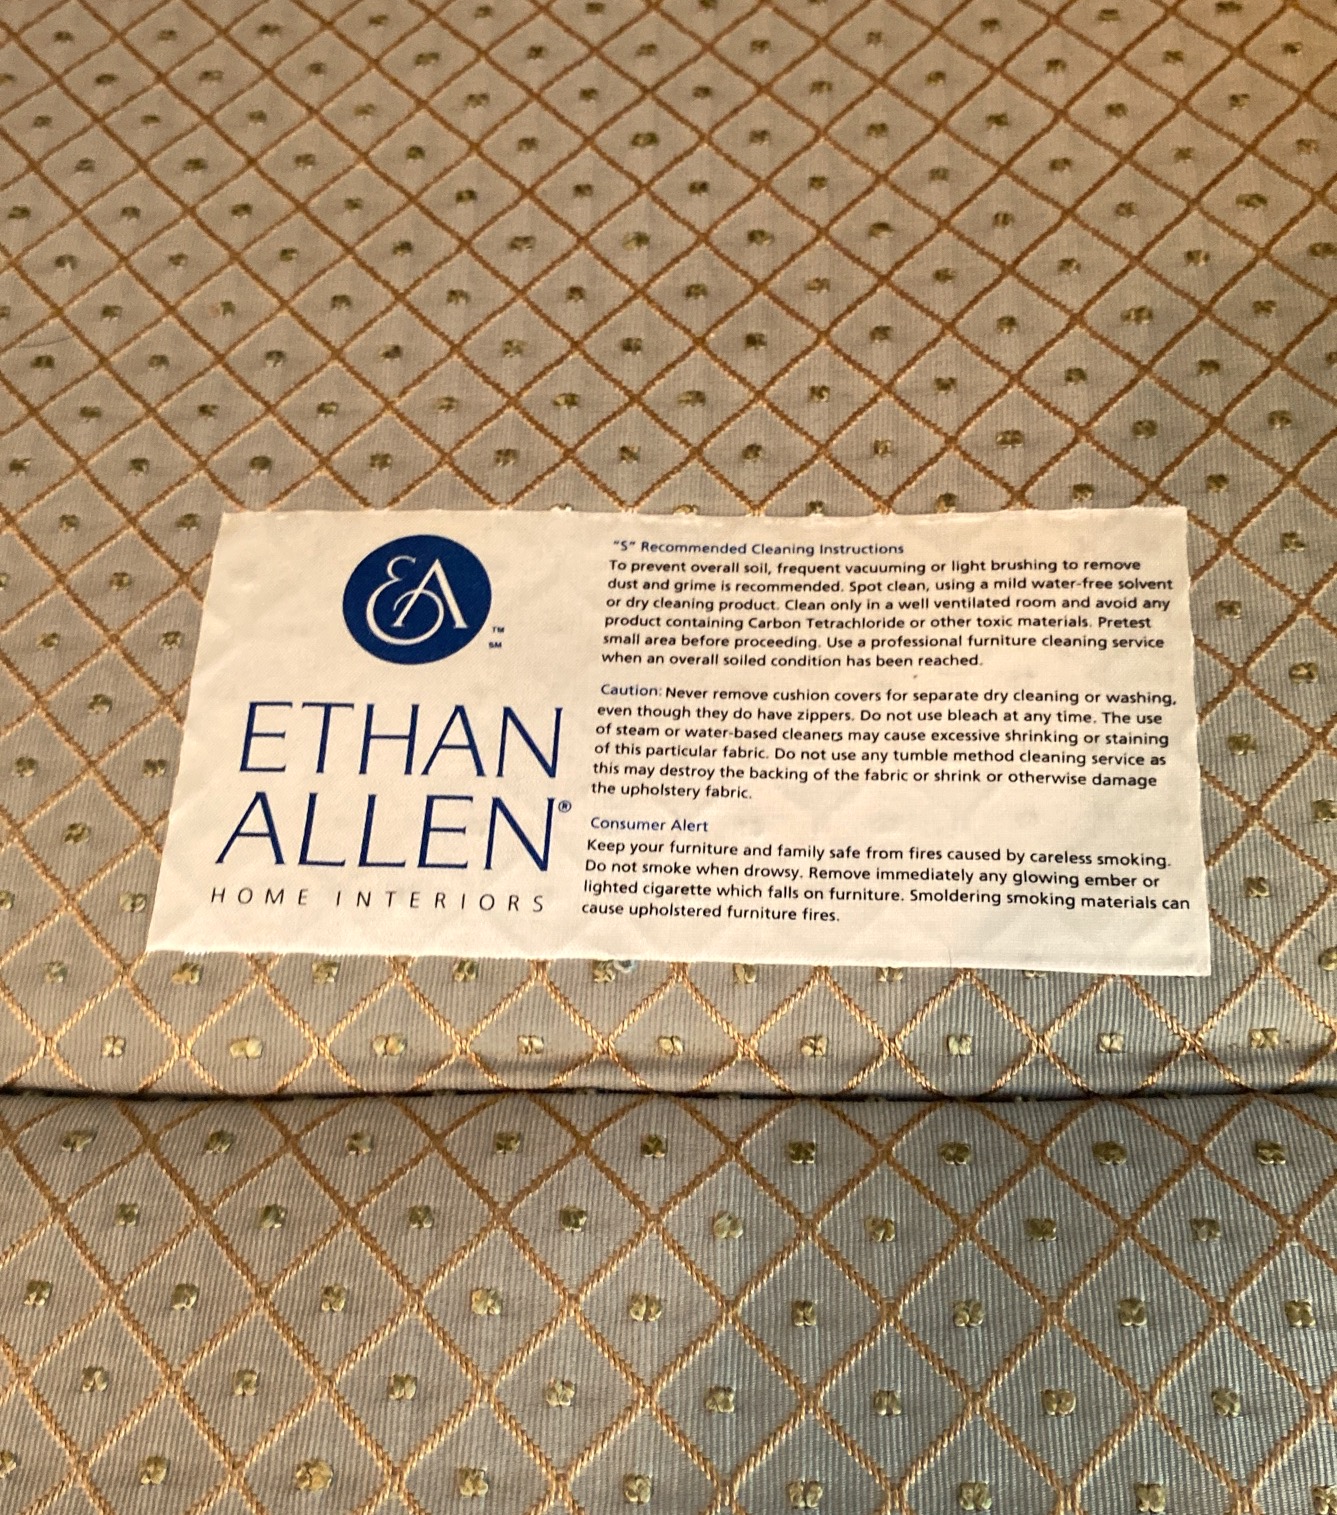 EA
TM
SM
ETHAN
ALLEN®
HOME INTERIORS
"S" Recommended Cleaning Instructions
To prevent overall soil, frequent vacuuming or light brushing to remove
dust and grime is recommended. Spot clean, using a mild water-free solvent
or dry cleaning product. Clean only in a well ventilated room and avoid any
product containing Carbon Tetrachloride or other toxic materials. Pretest
small area before proceeding. Use a professional furniture cleaning service
when an overall soiled condition has been reached.
Caution: Never remove cushion covers for separate dry cleaning or washing,
even though they do have zippers. Do not use bleach at any time. The use
of steam or water-based cleaners may cause excessive shrinking or staining
of this particular fabric. Do not use any tumble method cleaning service as
this may destroy the backing of the fabric or shrink or otherwise damage
the upholstery fabric.
Consumer Alert
Keep your furniture and family safe from fires caused by careless smoking.
Do not smoke when drowsy. Remove immediately any glowing ember or
lighted cigarette which falls on furniture. Smoldering smoking materials can
cause upholstered furniture fires.